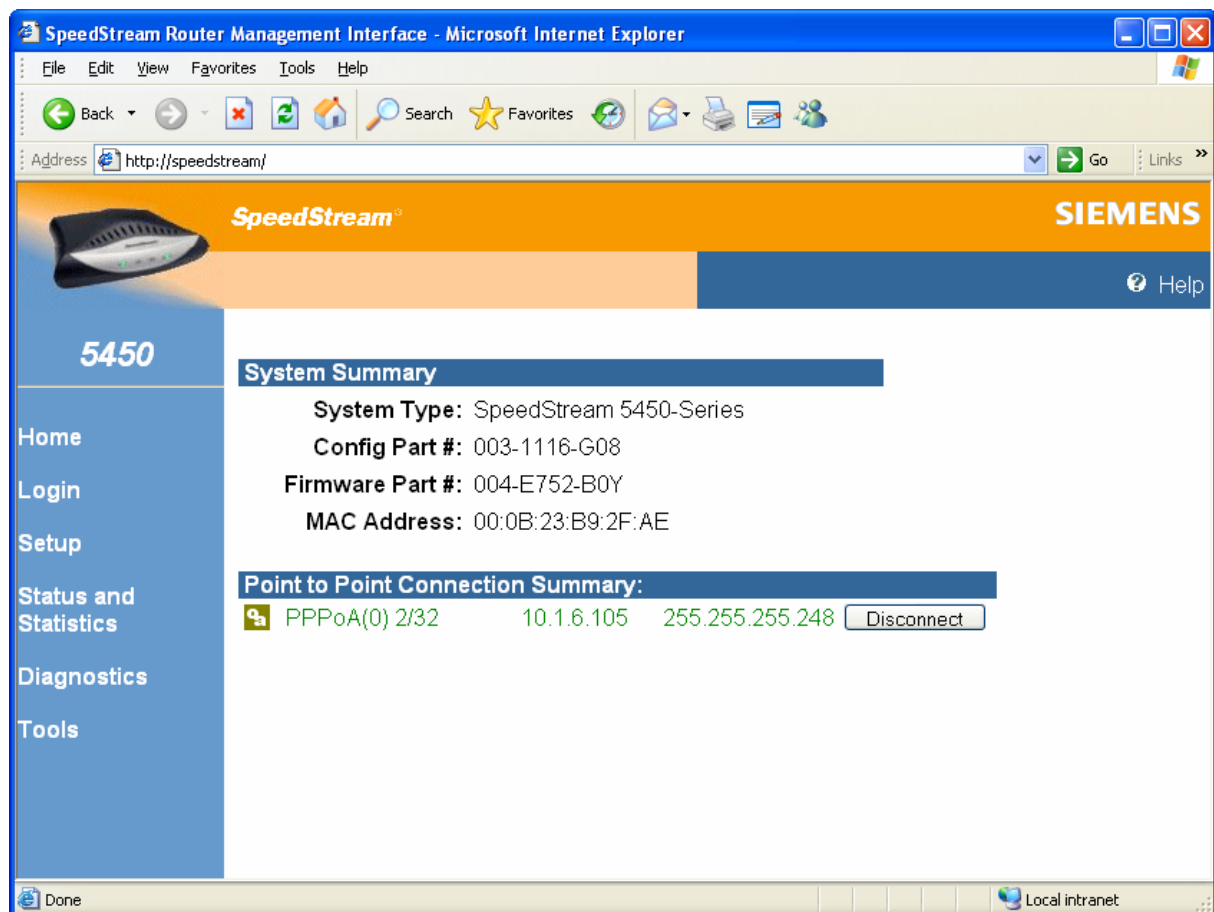 SpeedStream Router Management Interface - Microsoft Internet Explorer
File Edit View Favorites Tools Help
Back Search Favorites
Address http://speedstream/ Go Links »
SpeedStream® SIEMENS
Help
5450
Home
Login
Setup
Status and
Statistics
Diagnostics
Tools
System Summary
System Type: SpeedStream 5450-Series
Config Part #: 003-1116-G08
Firmware Part #: 004-E752-B0Y
MAC Address: 00:0B:23:B9:2F:AE
Point to Point Connection Summary:
PPPoA(0) 2/32 10.1.6.105 255.255.255.248 Disconnect
Done Local intranet